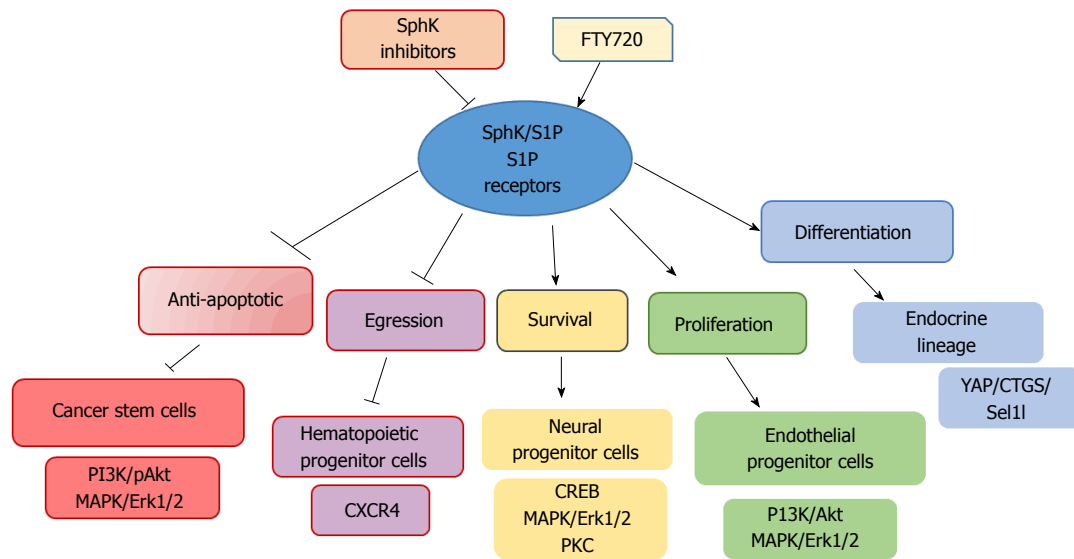 SphK
inhibitors
FTY720
SphK/S1P
S1P
receptors
Differentiation
Anti-apoptotic
Egression
Survival
Proliferation
Endocrine
lineage
YAP/CTGS/
Sel1l
Cancer stem cells
PI3K/pAkt
MAPK/Erk1/2
Hematopoietic
progenitor cells
CXCR4
Neural
progenitor cells
CREB
MAPK/Erk1/2
PKC
Endothelial
progenitor cells
P13K/Akt
MAPK/Erk1/2